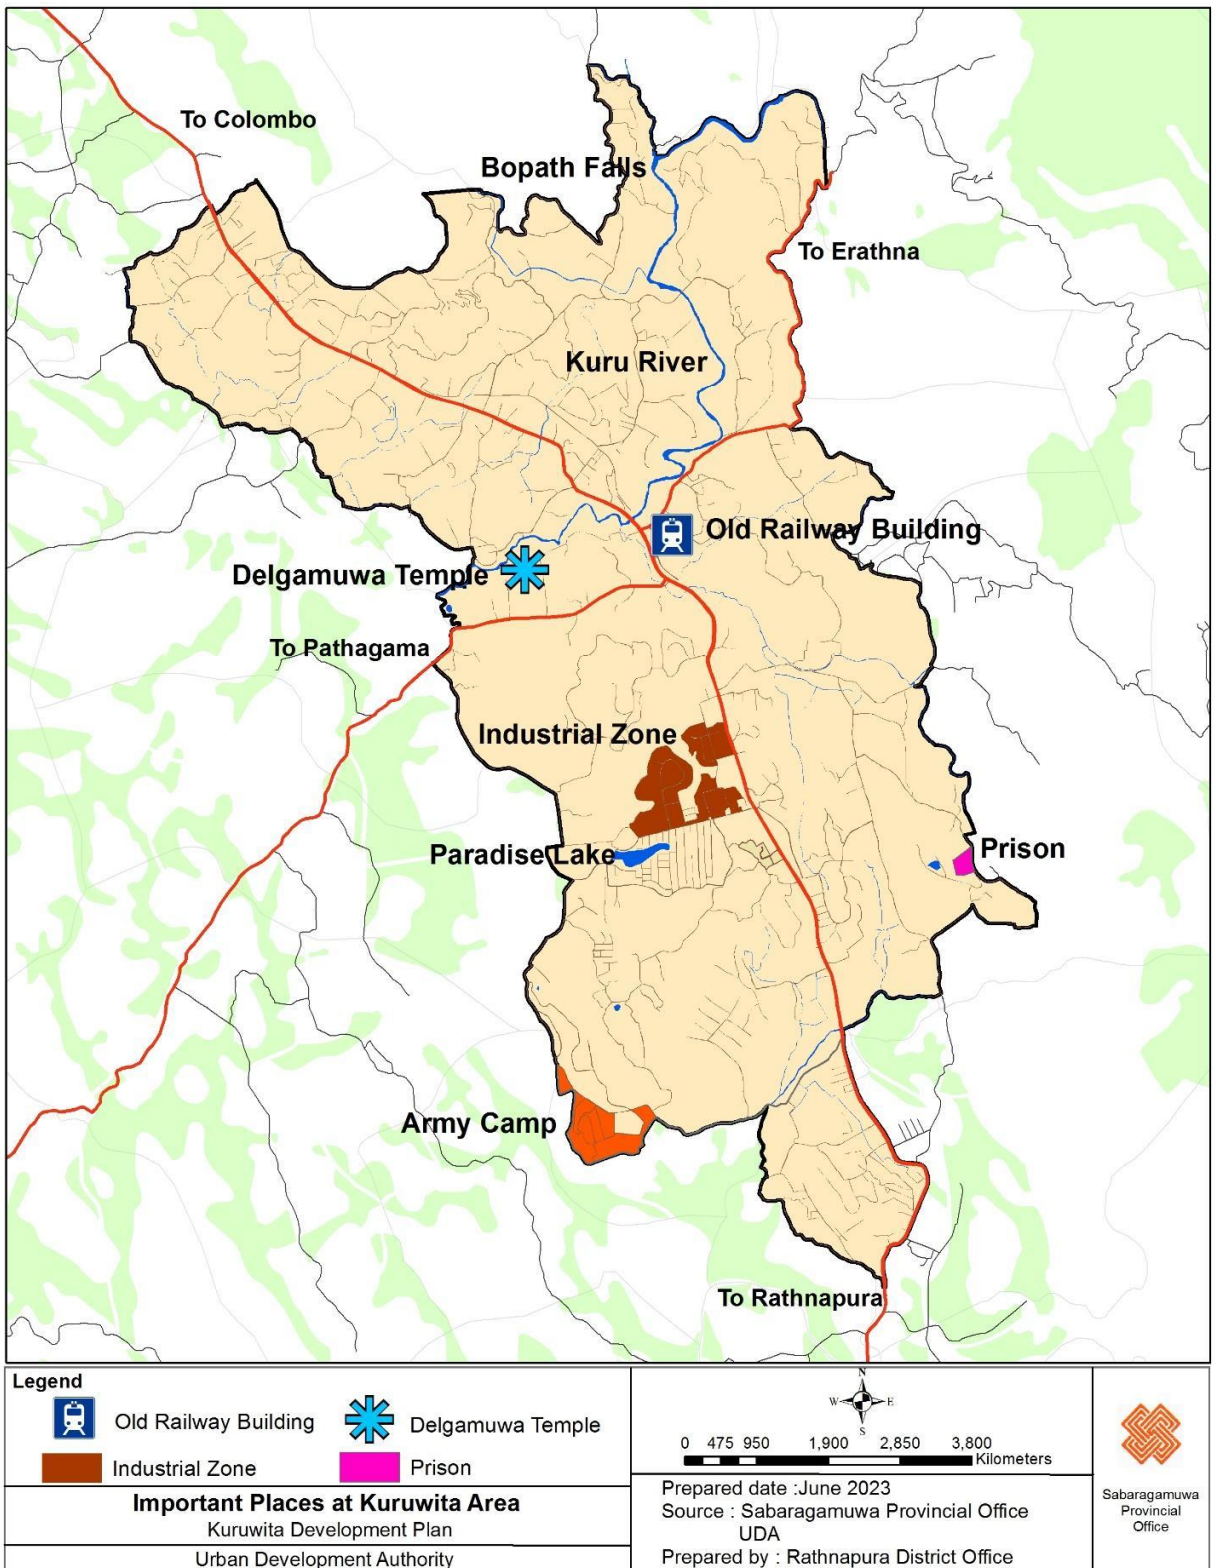 To Colombo
Bopath Falls
To Erathna
Kuru River
Old Railway Building
Delgamuwa Temple
To Pathagama
Industrial Zone
Paradise Lake
Prison
Army Camp
To Rathnapura
Legend
Old Railway Building
Delgamuwa Temple
Industrial Zone
Prison
Important Places at Kuruwita Area
Kuruwita Development Plan
Urban Development Authority
N
W E
S
0 475 950 1,900 2,850 3,800
Kilometers
Prepared date :June 2023
Source : Sabaragamuwa Provincial Office
UDA
Prepared by : Rathnapura District Office
Sabaragamuwa
Provincial
Office